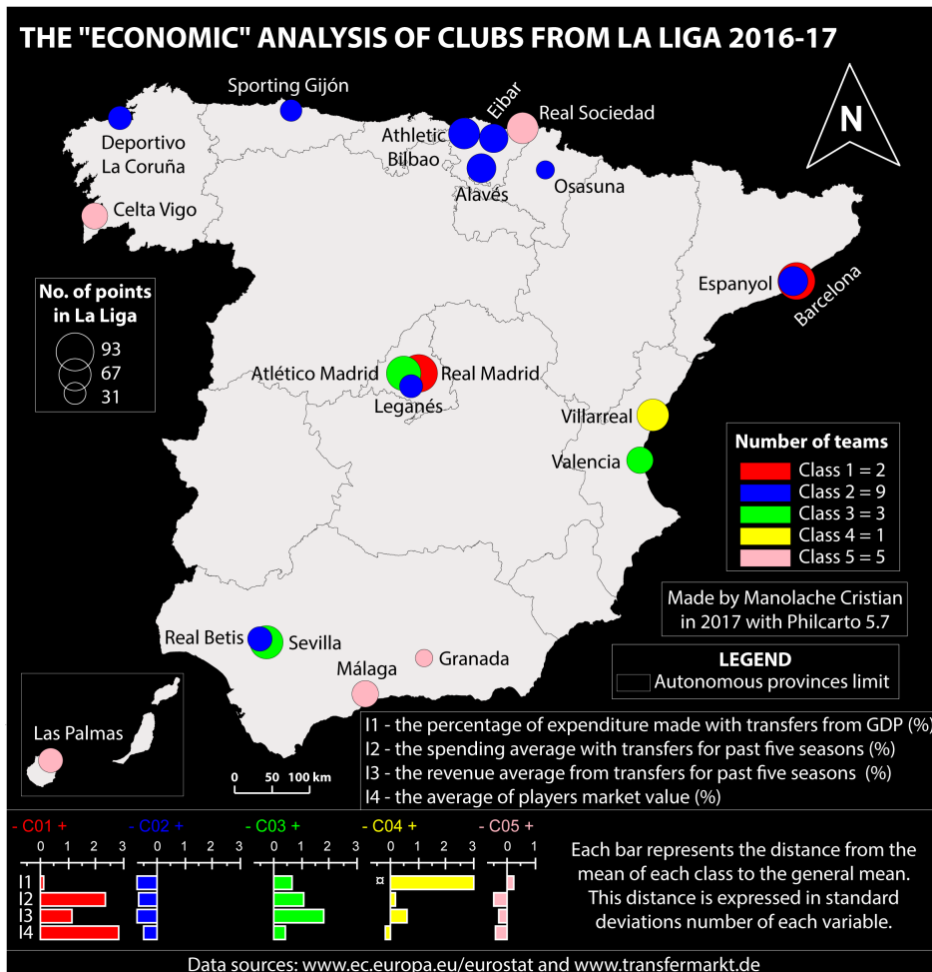 THE "ECONOMIC" ANALYSIS OF CLUBS FROM LA LIGA 2016-17
N
Sporting Gijón
Eibar
Real Sociedad
Deportivo
La Coruña
Athletic
Bilbao
Alavés
Osasuna
Celta Vigo
No. of points
in La Liga
93
67
31
Espanyol
Barcelona
Atlético Madrid
Real Madrid
Leganés
Villarreal
Valencia
Number of teams
Class 1 = 2
Class 2 = 9
Class 3 = 3
Class 4 = 1
Class 5 = 5
Made by Manolache Cristian
in 2017 with Philcarto 5.7
Real Betis
Sevilla
Málaga
Granada
LEGEND
Autonomous provinces limit
Las Palmas
0 50 100 km
I1 - the percentage of expenditure made with transfers from GDP (%)
I2 - the spending average with transfers for past five seasons (%)
I3 - the revenue average from transfers for past five seasons (%)
I4 - the average of players market value (%)
- C01 + - C02 + - C03 + - C04 + - C05 +
0 1 2 3 0 1 2 3 0 1 2 3 0 1 2 3 0 1
I1 ¤
I2
I3
I4
Each bar represents the distance from the
mean of each class to the general mean.
This distance is expressed in standard
deviations number of each variable.
Data sources: www.ec.europa.eu/eurostat and www.transfermarkt.de